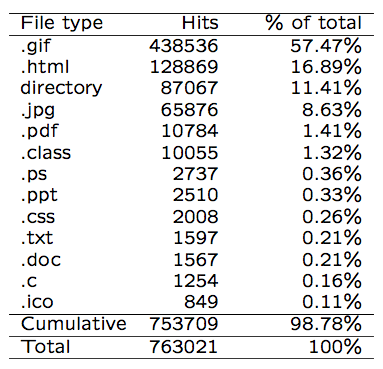 File type Hits % of total
.gif 438536 57.47%
.html 128869 16.89%
directory 87067 11.41%
.jpg 65876 8.63%
.pdf 10784 1.41%
.class 10055 1.32%
.ps 2737 0.36%
.ppt 2510 0.33%
.css 2008 0.26%
.txt 1597 0.21%
.doc 1567 0.21%
.c 1254 0.16%
.ico 849 0.11%
Cumulative 753709 98.78%
Total 763021 100%